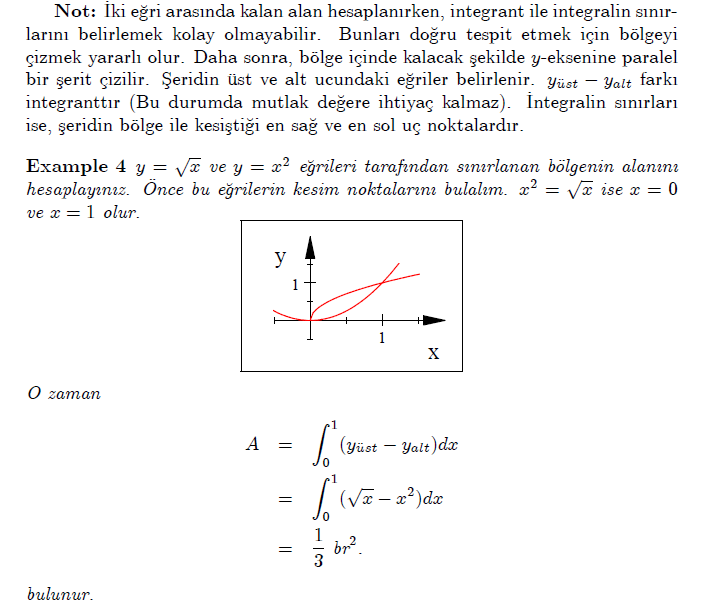 Not: İki eğri arasında kalan alan hesaplanırken, integrant ile integralin sınır-
larını belirlemek kolay olmayabilir. Bunları doğru tespit etmek için bölgeyi
çizmek yararlı olur. Daha sonra, bölge içinde kalacak şekilde y-eksenine paralel
bir şerit çizilir. Şeridin üst ve alt ucundaki eğriler belirlenir. yüst − yalt farkı
integranttır (Bu durumda mutlak değere ihtiyaç kalmaz). İntegralin sınırları
ise, şeridin bölge ile kesiştiği en sağ ve en sol uç noktalardır.
Example 4 y = √x ve y = x² eğrileri tarafından sınırlanan bölgenin alanını
hesaplayınız. Önce bu eğrilerin kesim noktalarını bulalım. x² = √x ise x = 0
ve x = 1 olur.
y
1
1
x
O zaman
A = ∫₀¹ (yüst − yalt)dx
= ∫₀¹ (√x − x²)dx
= 1/3 br².
bulunur.